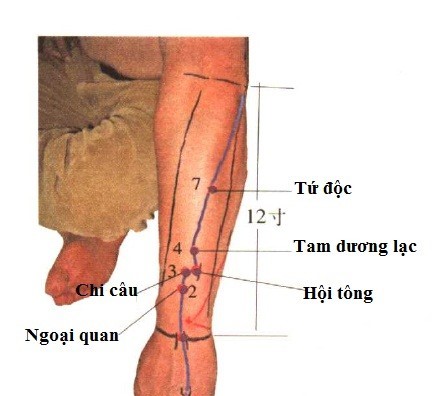 7
Tứ độc
12寸
4
Tam dương lạc
3
Chi câu
2
Hội tông
Ngoại quan